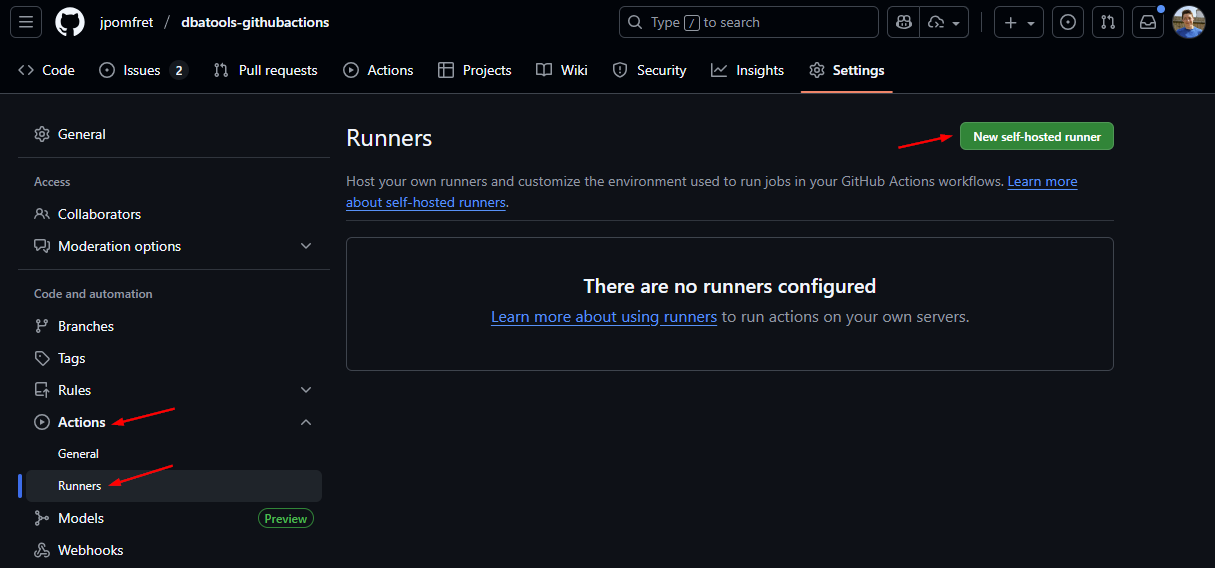 jpomfret / dbatools-githubactions
Type / to search
Code
Issues 2
Pull requests
Actions
Projects
Wiki
Security
Insights
Settings
General
Access
Collaborators
Moderation options
Code and automation
Branches
Tags
Rules
Actions
General
Runners
Models Preview
Webhooks
Runners
New self-hosted runner
Host your own runners and customize the environment used to run jobs in your GitHub Actions workflows. Learn more
about self-hosted runners.
There are no runners configured
Learn more about using runners to run actions on your own servers.